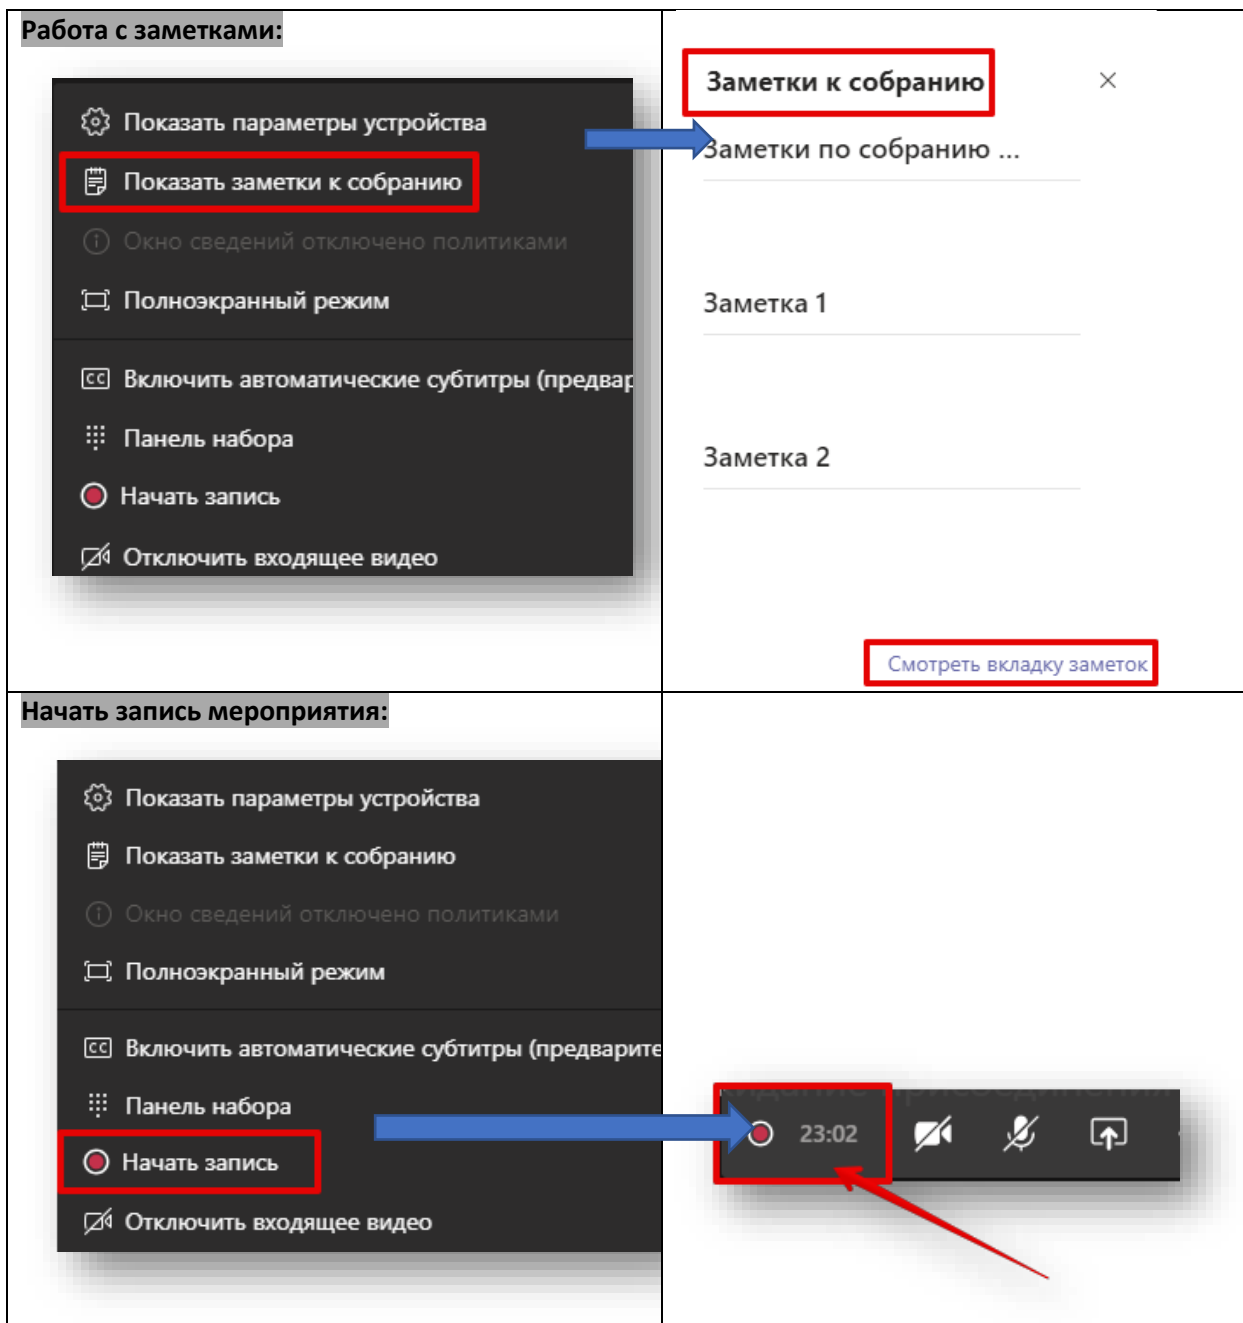 Работа с заметками:
Показать параметры устройства
Показать заметки к собранию
Окно сведений отключено политиками
Полноэкранный режим
CC Включить автоматические субтитры (предвар
Панель набора
Начать запись
Отключить входящее видео
Заметки к собранию
Заметки по собранию ...
Заметка 1
Заметка 2
Смотреть вкладку заметок
Начать запись мероприятия:
Показать параметры устройства
Показать заметки к собранию
Окно сведений отключено политиками
Полноэкранный режим
CC Включить автоматические субтитры (предварите
Панель набора
Начать запись
Отключить входящее видео
23:02